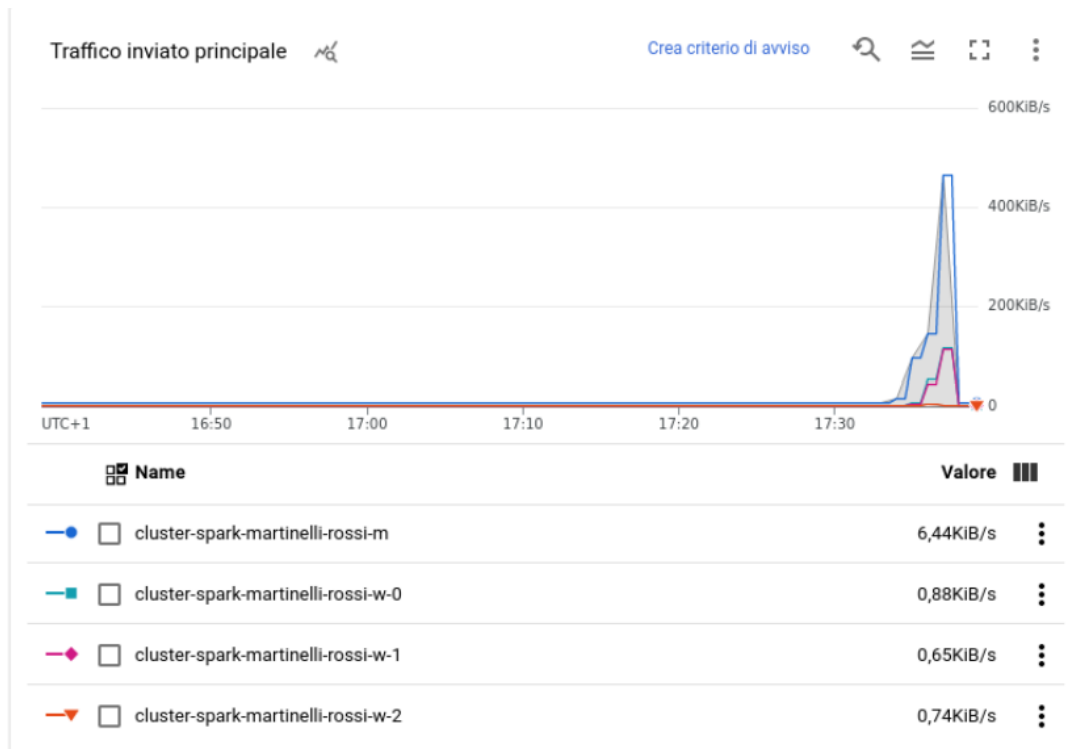 Traffico inviato principale
Crea criterio di avviso
600KiB/s
400KiB/s
200KiB/s
0
UTC+1 16:50 17:00 17:10 17:20 17:30
Name Valore
cluster-spark-martinelli-rossi-m 6,44KiB/s
cluster-spark-martinelli-rossi-w-0 0,88KiB/s
cluster-spark-martinelli-rossi-w-1 0,65KiB/s
cluster-spark-martinelli-rossi-w-2 0,74KiB/s